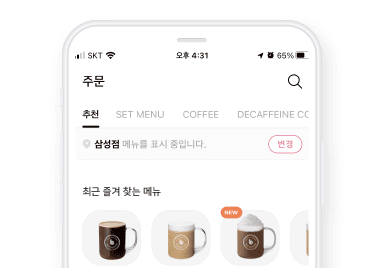 SKT 오후 4:31 65%
주문
추천 SET MENU COFFEE DECAFFEINE CO
삼성점 메뉴를 표시 중입니다. 변경
최근 즐겨 찾는 메뉴
NEW